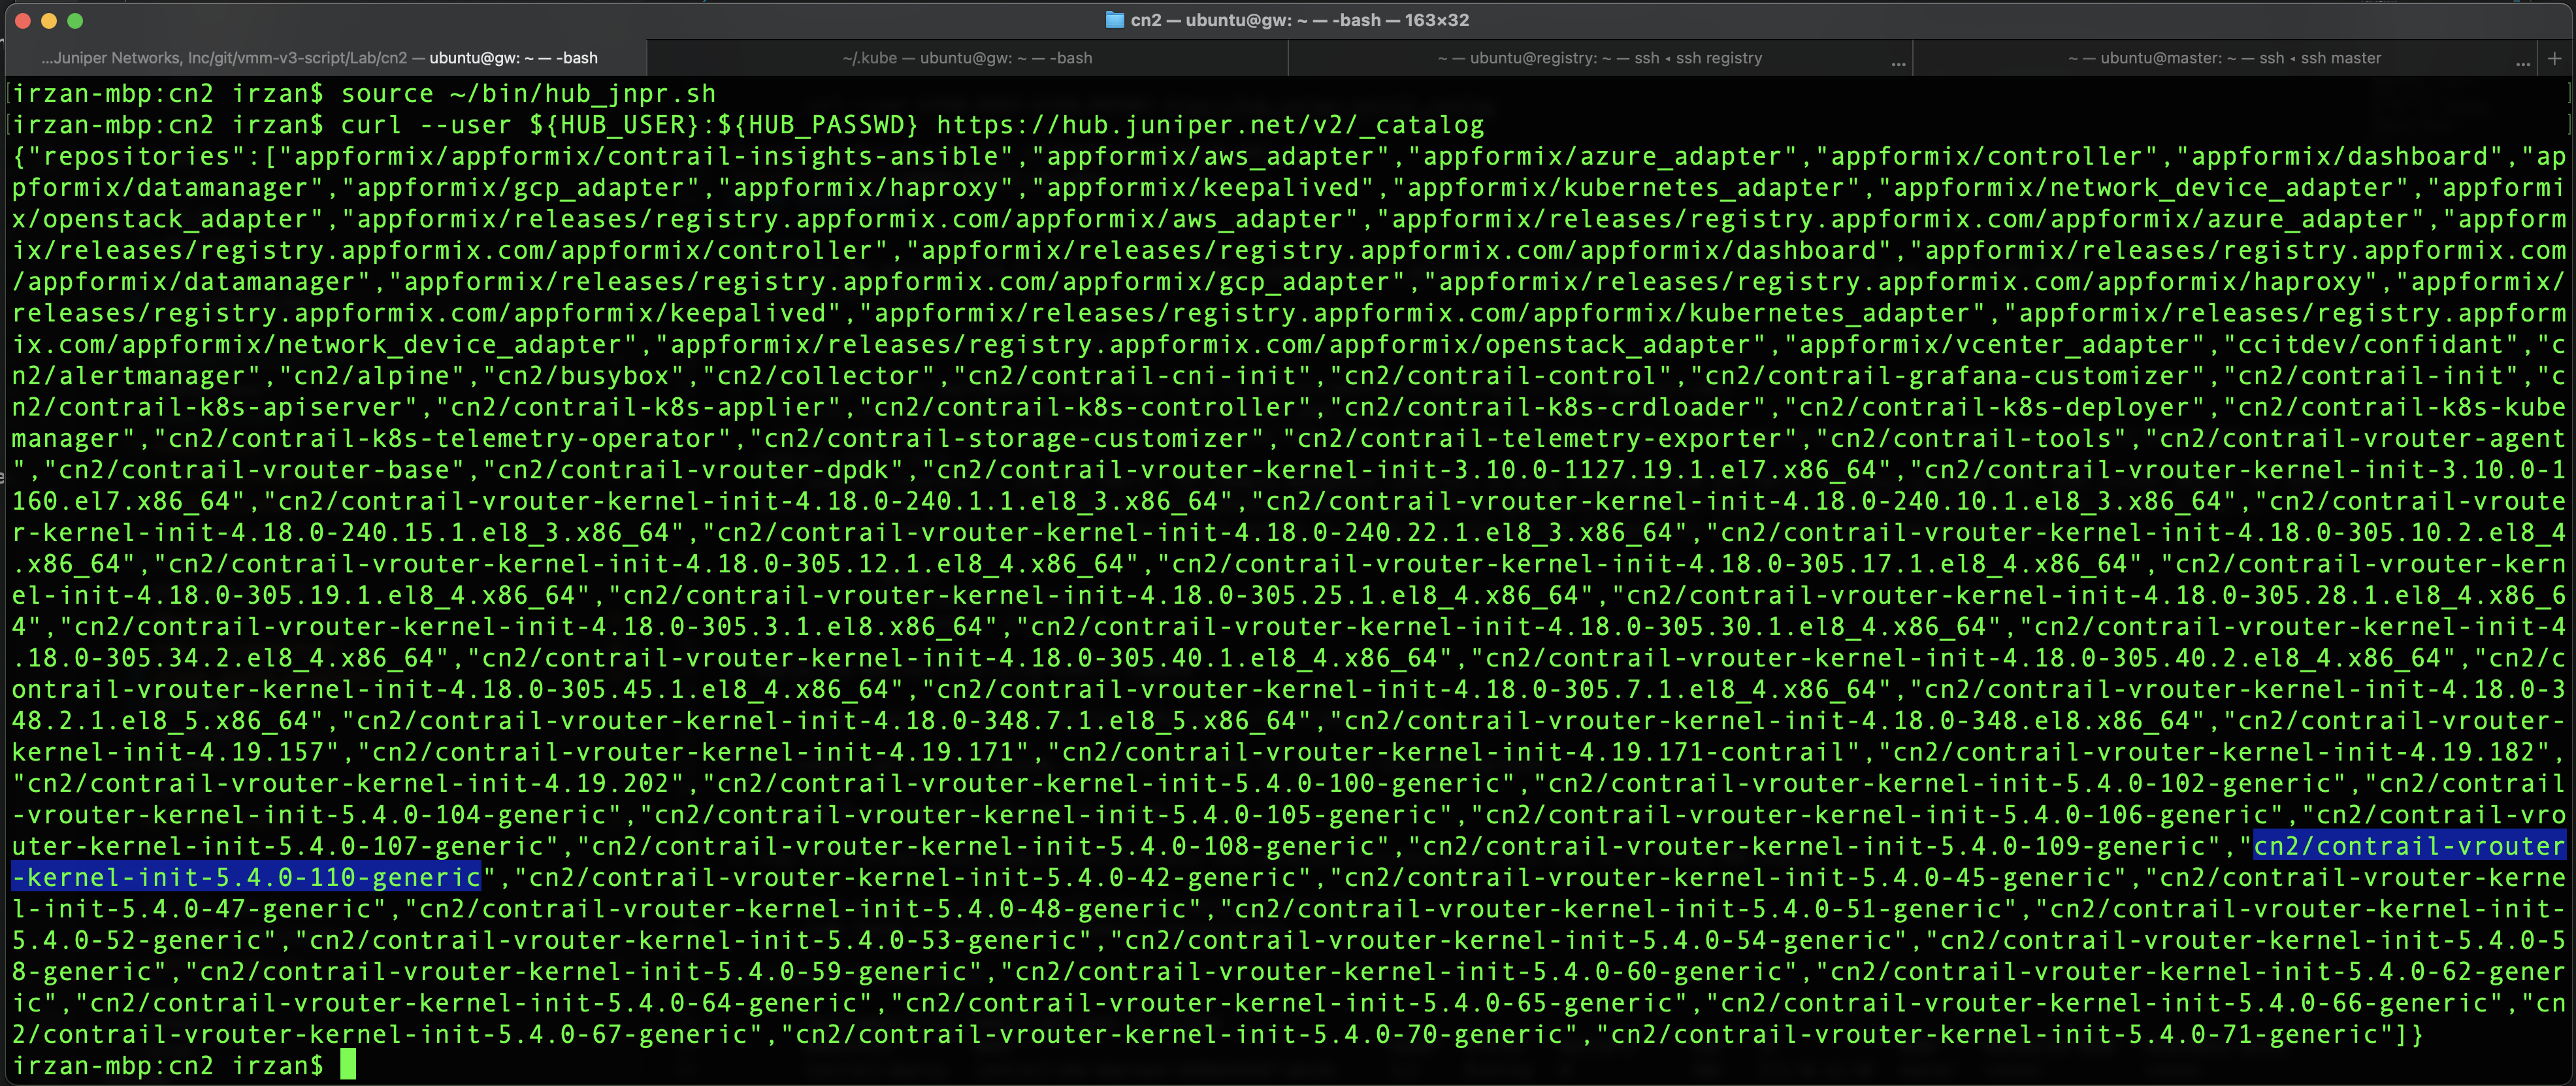 cn2 — ubuntu@gw: ~ — -bash — 163×32
...Juniper Networks, Inc/git/vmm-v3-script/Lab/cn2 — ubuntu@gw: ~ — -bash
~/.kube — ubuntu@gw: ~ — -bash
~ — ubuntu@registry: ~ — ssh ◂ ssh registry ...
~ — ubuntu@master: ~ — ssh ◂ ssh master ... +
[irzan-mbp:cn2 irzan$ source ~/bin/hub_jnpr.sh ]
[irzan-mbp:cn2 irzan$ curl --user ${HUB_USER}:${HUB_PASSWD} https://hub.juniper.net/v2/_catalog ]
{"repositories":["appformix/appformix/contrail-insights-ansible","appformix/aws_adapter","appformix/azure_adapter","appformix/controller","appformix/dashboard","ap
pformix/datamanager","appformix/gcp_adapter","appformix/haproxy","appformix/keepalived","appformix/kubernetes_adapter","appformix/network_device_adapter","appformi
x/openstack_adapter","appformix/releases/registry.appformix.com/appformix/aws_adapter","appformix/releases/registry.appformix.com/appformix/azure_adapter","appform
ix/releases/registry.appformix.com/appformix/controller","appformix/releases/registry.appformix.com/appformix/dashboard","appformix/releases/registry.appformix.com
/appformix/datamanager","appformix/releases/registry.appformix.com/appformix/gcp_adapter","appformix/releases/registry.appformix.com/appformix/haproxy","appformix/
releases/registry.appformix.com/appformix/keepalived","appformix/releases/registry.appformix.com/appformix/kubernetes_adapter","appformix/releases/registry.appform
ix.com/appformix/network_device_adapter","appformix/releases/registry.appformix.com/appformix/openstack_adapter","appformix/vcenter_adapter","ccitdev/confidant","c
n2/alertmanager","cn2/alpine","cn2/busybox","cn2/collector","cn2/contrail-cni-init","cn2/contrail-control","cn2/contrail-grafana-customizer","cn2/contrail-init","c
n2/contrail-k8s-apiserver","cn2/contrail-k8s-applier","cn2/contrail-k8s-controller","cn2/contrail-k8s-crdloader","cn2/contrail-k8s-deployer","cn2/contrail-k8s-kube
manager","cn2/contrail-k8s-telemetry-operator","cn2/contrail-storage-customizer","cn2/contrail-telemetry-exporter","cn2/contrail-tools","cn2/contrail-vrouter-agent
","cn2/contrail-vrouter-base","cn2/contrail-vrouter-dpdk","cn2/contrail-vrouter-kernel-init-3.10.0-1127.19.1.el7.x86_64","cn2/contrail-vrouter-kernel-init-3.10.0-1
160.el7.x86_64","cn2/contrail-vrouter-kernel-init-4.18.0-240.1.1.el8_3.x86_64","cn2/contrail-vrouter-kernel-init-4.18.0-240.10.1.el8_3.x86_64","cn2/contrail-vroute
r-kernel-init-4.18.0-240.15.1.el8_3.x86_64","cn2/contrail-vrouter-kernel-init-4.18.0-240.22.1.el8_3.x86_64","cn2/contrail-vrouter-kernel-init-4.18.0-305.10.2.el8_4
.x86_64","cn2/contrail-vrouter-kernel-init-4.18.0-305.12.1.el8_4.x86_64","cn2/contrail-vrouter-kernel-init-4.18.0-305.17.1.el8_4.x86_64","cn2/contrail-vrouter-kern
el-init-4.18.0-305.19.1.el8_4.x86_64","cn2/contrail-vrouter-kernel-init-4.18.0-305.25.1.el8_4.x86_64","cn2/contrail-vrouter-kernel-init-4.18.0-305.28.1.el8_4.x86_6
4","cn2/contrail-vrouter-kernel-init-4.18.0-305.3.1.el8.x86_64","cn2/contrail-vrouter-kernel-init-4.18.0-305.30.1.el8_4.x86_64","cn2/contrail-vrouter-kernel-init-4
.18.0-305.34.2.el8_4.x86_64","cn2/contrail-vrouter-kernel-init-4.18.0-305.40.1.el8_4.x86_64","cn2/contrail-vrouter-kernel-init-4.18.0-305.40.2.el8_4.x86_64","cn2/c
ontrail-vrouter-kernel-init-4.18.0-305.45.1.el8_4.x86_64","cn2/contrail-vrouter-kernel-init-4.18.0-305.7.1.el8_4.x86_64","cn2/contrail-vrouter-kernel-init-4.18.0-3
48.2.1.el8_5.x86_64","cn2/contrail-vrouter-kernel-init-4.18.0-348.7.1.el8_5.x86_64","cn2/contrail-vrouter-kernel-init-4.18.0-348.el8.x86_64","cn2/contrail-vrouter-
kernel-init-4.19.157","cn2/contrail-vrouter-kernel-init-4.19.171","cn2/contrail-vrouter-kernel-init-4.19.171-contrail","cn2/contrail-vrouter-kernel-init-4.19.182",
"cn2/contrail-vrouter-kernel-init-4.19.202","cn2/contrail-vrouter-kernel-init-5.4.0-100-generic","cn2/contrail-vrouter-kernel-init-5.4.0-102-generic","cn2/contrail
-vrouter-kernel-init-5.4.0-104-generic","cn2/contrail-vrouter-kernel-init-5.4.0-105-generic","cn2/contrail-vrouter-kernel-init-5.4.0-106-generic","cn2/contrail-vro
uter-kernel-init-5.4.0-107-generic","cn2/contrail-vrouter-kernel-init-5.4.0-108-generic","cn2/contrail-vrouter-kernel-init-5.4.0-109-generic","cn2/contrail-vrouter
-kernel-init-5.4.0-110-generic","cn2/contrail-vrouter-kernel-init-5.4.0-42-generic","cn2/contrail-vrouter-kernel-init-5.4.0-45-generic","cn2/contrail-vrouter-kerne
l-init-5.4.0-47-generic","cn2/contrail-vrouter-kernel-init-5.4.0-48-generic","cn2/contrail-vrouter-kernel-init-5.4.0-51-generic","cn2/contrail-vrouter-kernel-init-
5.4.0-52-generic","cn2/contrail-vrouter-kernel-init-5.4.0-53-generic","cn2/contrail-vrouter-kernel-init-5.4.0-54-generic","cn2/contrail-vrouter-kernel-init-5.4.0-5
8-generic","cn2/contrail-vrouter-kernel-init-5.4.0-59-generic","cn2/contrail-vrouter-kernel-init-5.4.0-60-generic","cn2/contrail-vrouter-kernel-init-5.4.0-62-gener
ic","cn2/contrail-vrouter-kernel-init-5.4.0-64-generic","cn2/contrail-vrouter-kernel-init-5.4.0-65-generic","cn2/contrail-vrouter-kernel-init-5.4.0-66-generic","cn
2/contrail-vrouter-kernel-init-5.4.0-67-generic","cn2/contrail-vrouter-kernel-init-5.4.0-70-generic","cn2/contrail-vrouter-kernel-init-5.4.0-71-generic"]}
irzan-mbp:cn2 irzan$